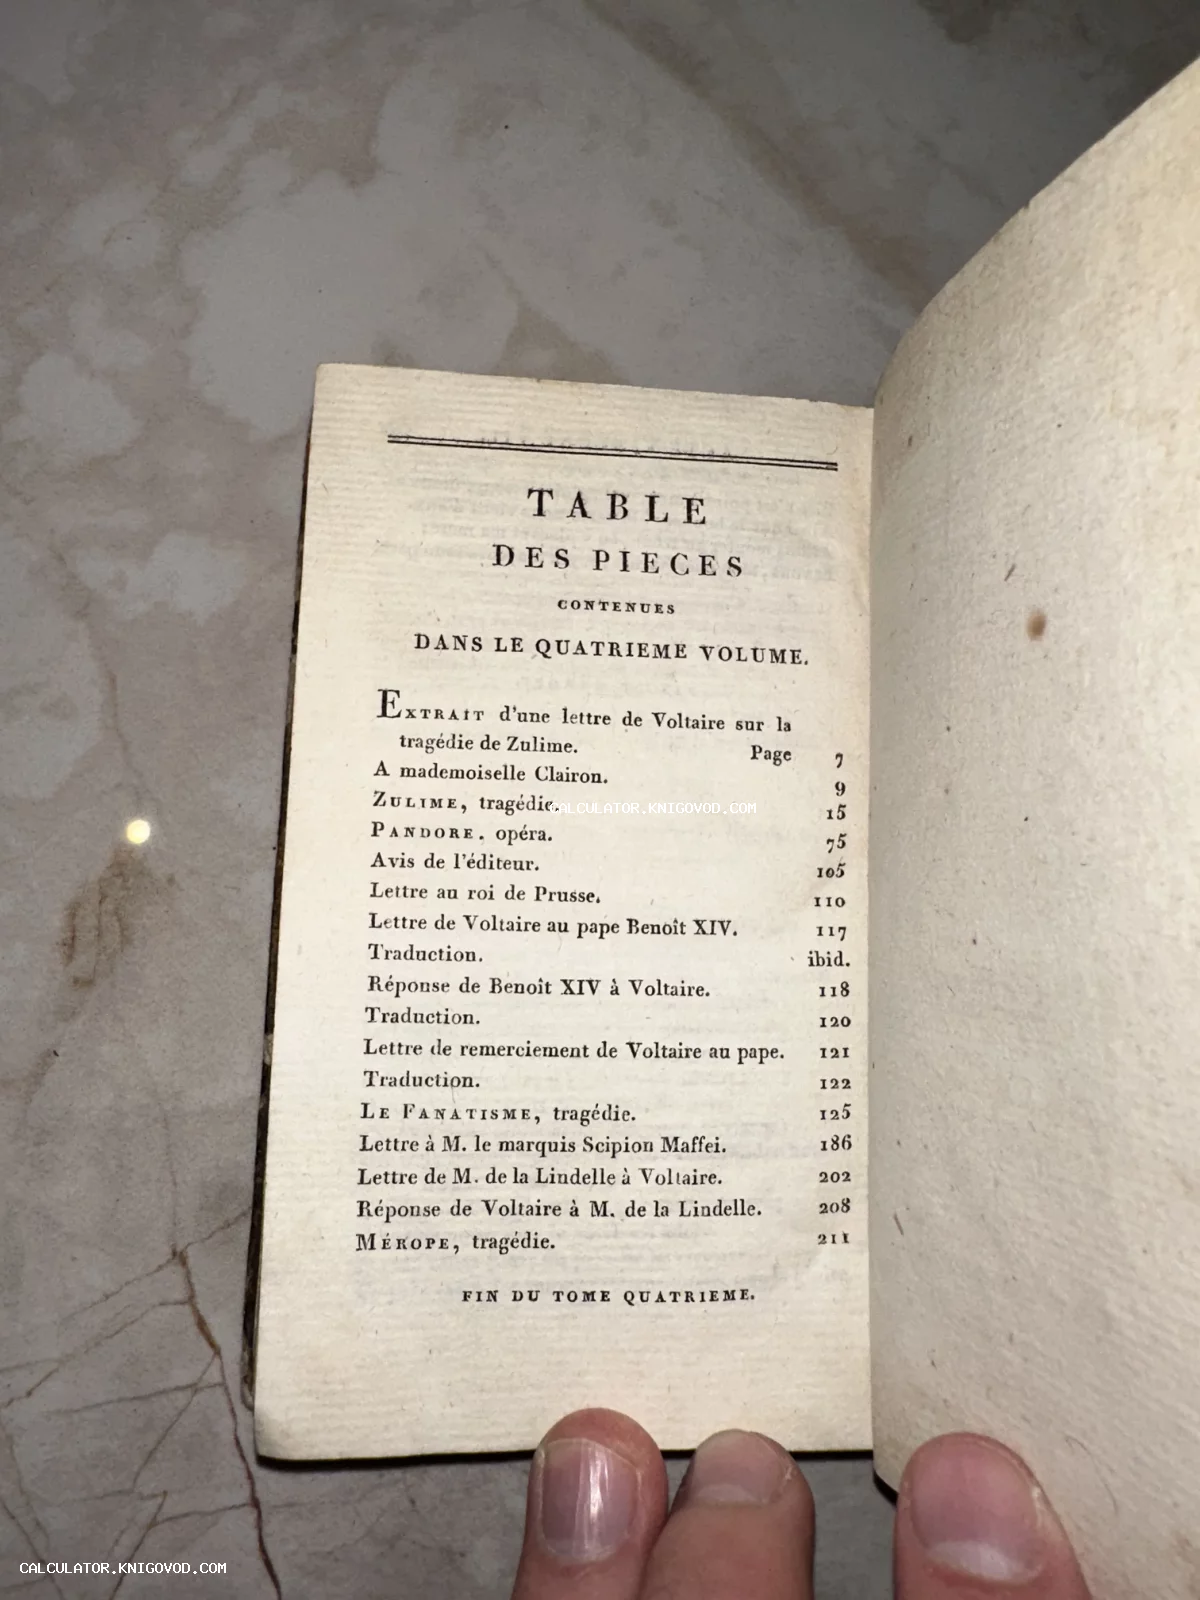 TABLE
DES PIECES
CONTENUES
DANS LE QUATRIEME VOLUME.
EXTRAIT d'une lettre de Voltaire sur la
tragédie de Zulime. Page 7
A mademoiselle Clairon. 9
ZULIME, tragédie. 15
PANDORE. opéra. 75
Avis de l'éditeur. 105
Lettre au roi de Prusse. 110
Lettre de Voltaire au pape Benoît XIV. 117
Traduction. ibid.
Réponse de Benoît XIV à Voltaire. 118
Traduction. 120
Lettre de remerciement de Voltaire au pape. 121
Traduction. 122
LE FANATISME, tragédie. 125
Lettre à M. le marquis Scipion Maffei. 186
Lettre de M. de la Lindelle à Voltaire. 202
Réponse de Voltaire à M. de la Lindelle. 208
MÉROPE, tragédie. 211
FIN DU TOME QUATRIEME.
CALCULATOR.KNIGOVOD.COM
CALCULATOR.KNIGOVOD.COM